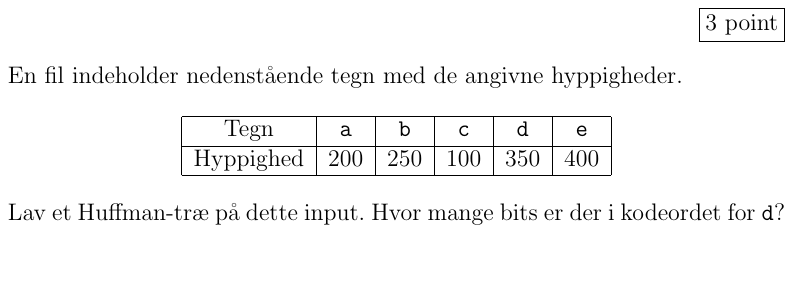 3 point
En fil indeholder nedenstående tegn med de angivne hyppigheder.
Tegn a b c d e
Hyppighed 200 250 100 350 400
Lav et Huffman-træ på dette input. Hvor mange bits er der i kodeordet for d?